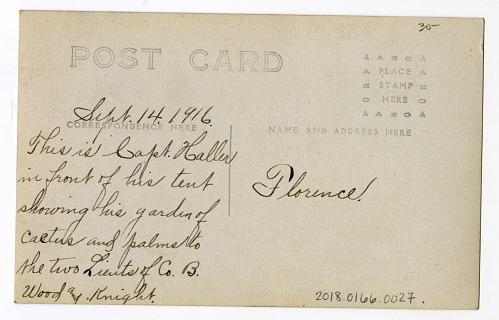 30-
POST CARD
Sept. 14. 1916.
CORRESPONDENCE HERE
NAME AND ADDRESS HERE
AZO
PLACE
STAMP
HERE
AZO
This is Capt. Haller
in front of his tent
showing his garden of
cactus and palms to
the two Lieuts of Co. B.
Wood & Knight.
Florence!
2018.0166.0027.